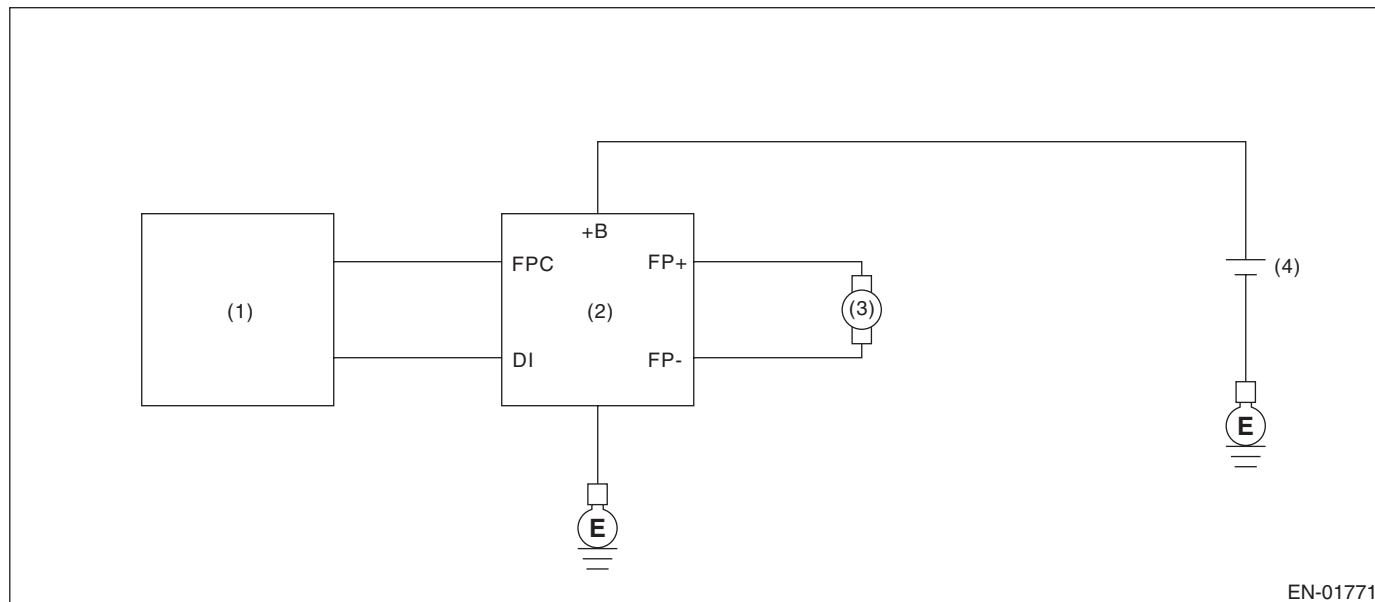 +B
FPC
FP+
(4)
(1)
(2)
(3)
DI
FP-
E
E
EN-01771